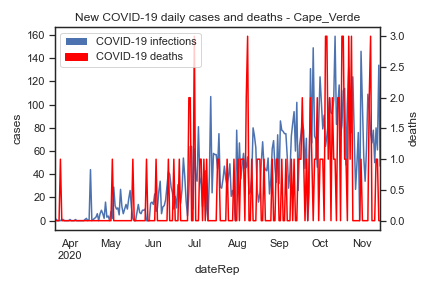 New COVID-19 daily cases and deaths - Cape_Verde
COVID-19 infections
COVID-19 deaths
160
140
120
100
80
60
40
20
0
cases
3.0
2.5
2.0
1.5
1.0
0.5
0.0
deaths
Apr May Jun Jul Aug Sep Oct Nov
2020
dateRep